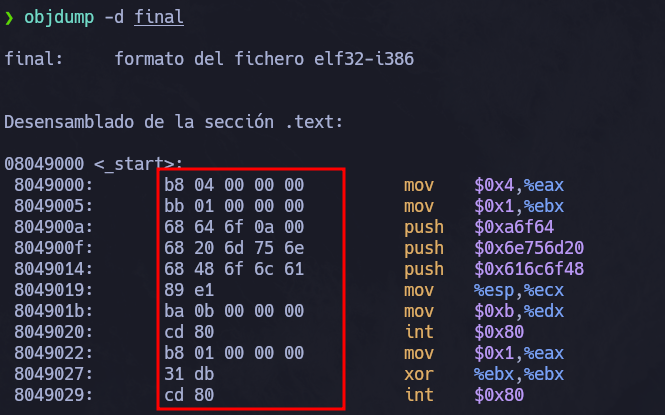 ❯ objdump -d final
final:     formato del fichero elf32-i386
Desensamblado de la sección .text:
08049000 <_start>:
 8049000:	b8 04 00 00 00	mov    $0x4,%eax
 8049005:	bb 01 00 00 00	mov    $0x1,%ebx
 804900a:	68 64 6f 0a 00	push   $0xa6f64
 804900f:	68 20 6d 75 6e	push   $0x6e756d20
 8049014:	68 48 6f 6c 61	push   $0x616c6f48
 8049019:	89 e1	mov    %esp,%ecx
 804901b:	ba 0b 00 00 00	mov    $0xb,%edx
 8049020:	cd 80	int    $0x80
 8049022:	b8 01 00 00 00	mov    $0x1,%eax
 8049027:	31 db	xor    %ebx,%ebx
 8049029:	cd 80	int    $0x80